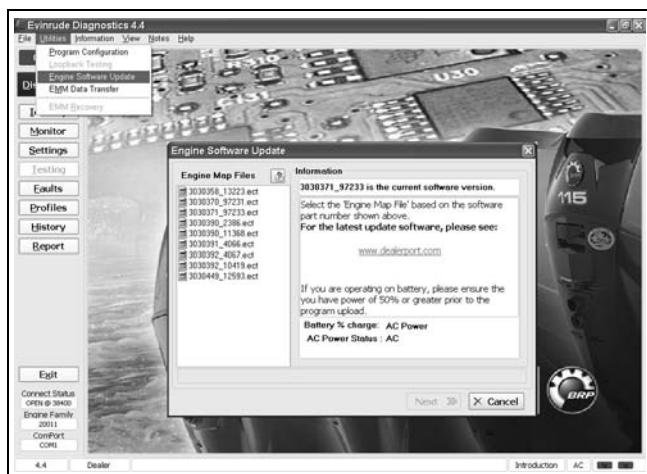 Evinrude Diagnostics 4.4
File Utilities Information View Notes Help
Program Configuration
Loopback Testing
Engine Software Update
EMM Data Transfer
EMM Recovery
Monitor
Settings
Testing
Faults
Profiles
History
Report
Exit
Connect Status
OPEN @ 38400
Engine Family
20011
ComPort
COM1
U30
115
BRP
Engine Software Update
Engine Map Files
3030358_13223.ect
3030370_97231.ect
3030371_97233.ect
3030390_2386.ect
3030390_11368.ect
3030391_4066.ect
3030392_4067.ect
3030392_10419.ect
3030449_12593.ect
Information
3030371_97233 is the current software version.
Select the 'Engine Map File' based on the software
part number shown above.
For the latest update software, please see:
www.dealerport.com
If you are operating on battery, please ensure the
you have power of 50% or greater prior to the
program upload.
Battery % charge: AC Power
AC Power Status : AC
Next
Cancel
4.4 Dealer Introduction AC